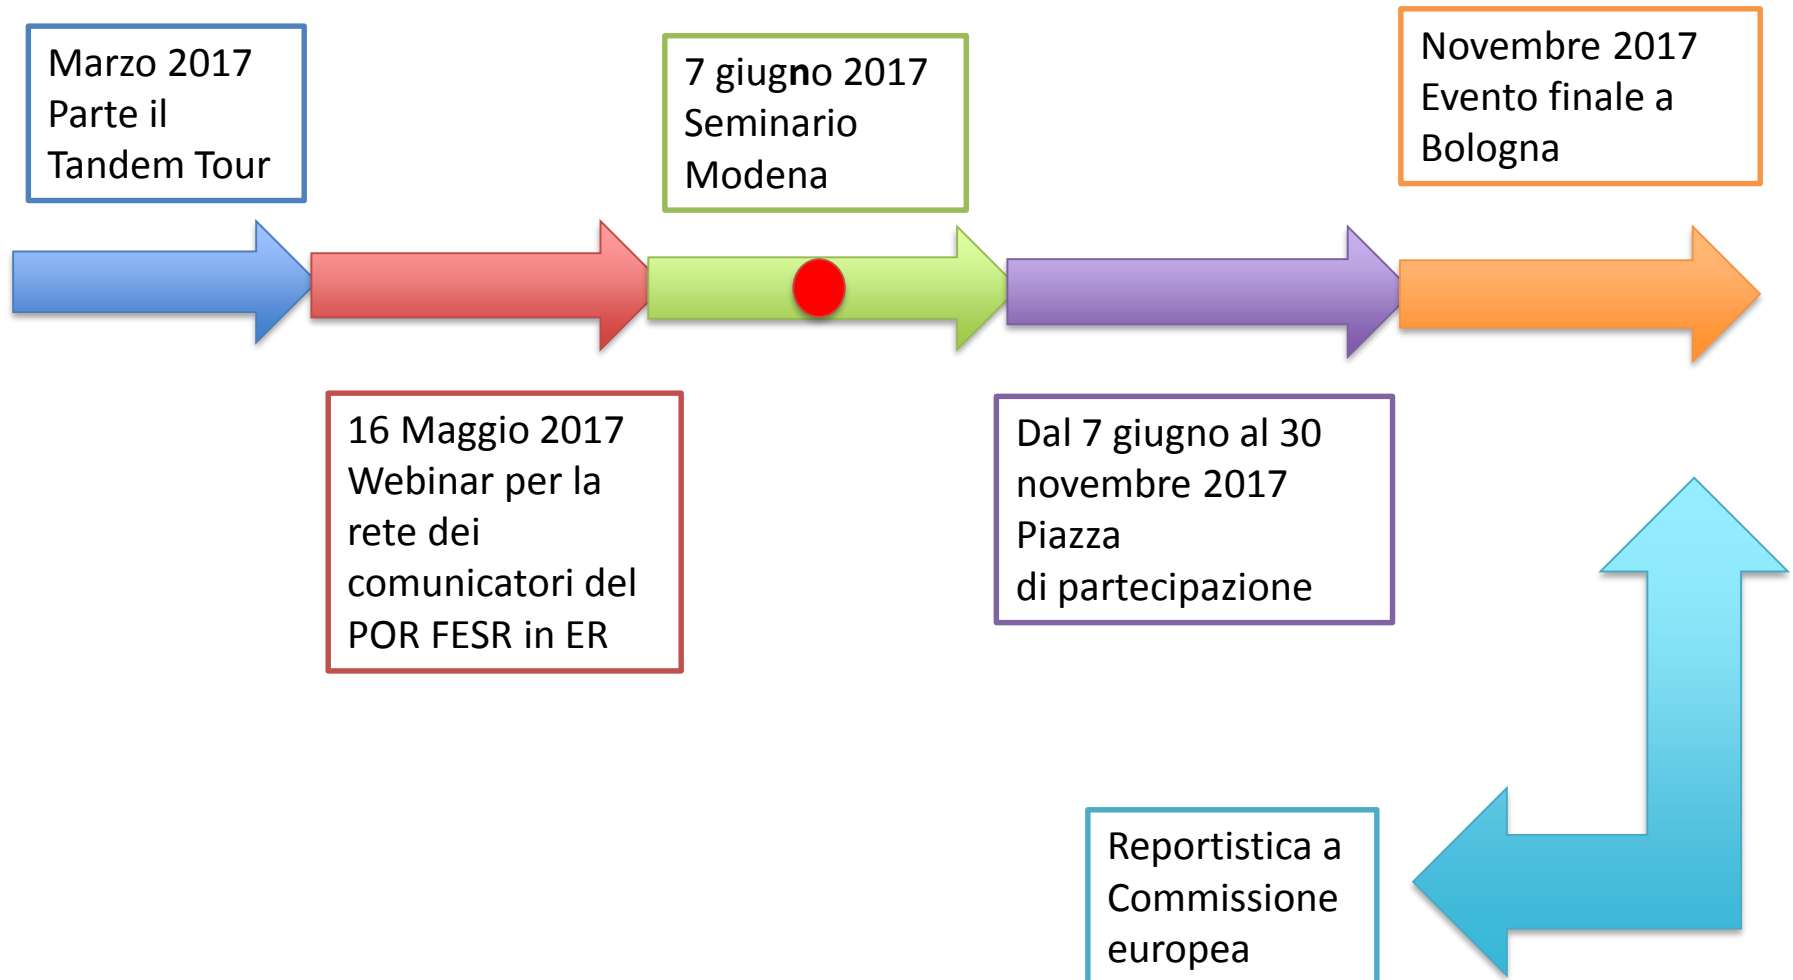 Marzo 2017
Parte il
Tandem Tour
7 giugno 2017
Seminario
Modena
Novembre 2017
Evento finale a
Bologna
16 Maggio 2017
Webinar per la
rete dei
comunicatori del
POR FESR in ER
Dal 7 giugno al 30
novembre 2017
Piazza
di partecipazione
Reportistica a
Commissione
europea